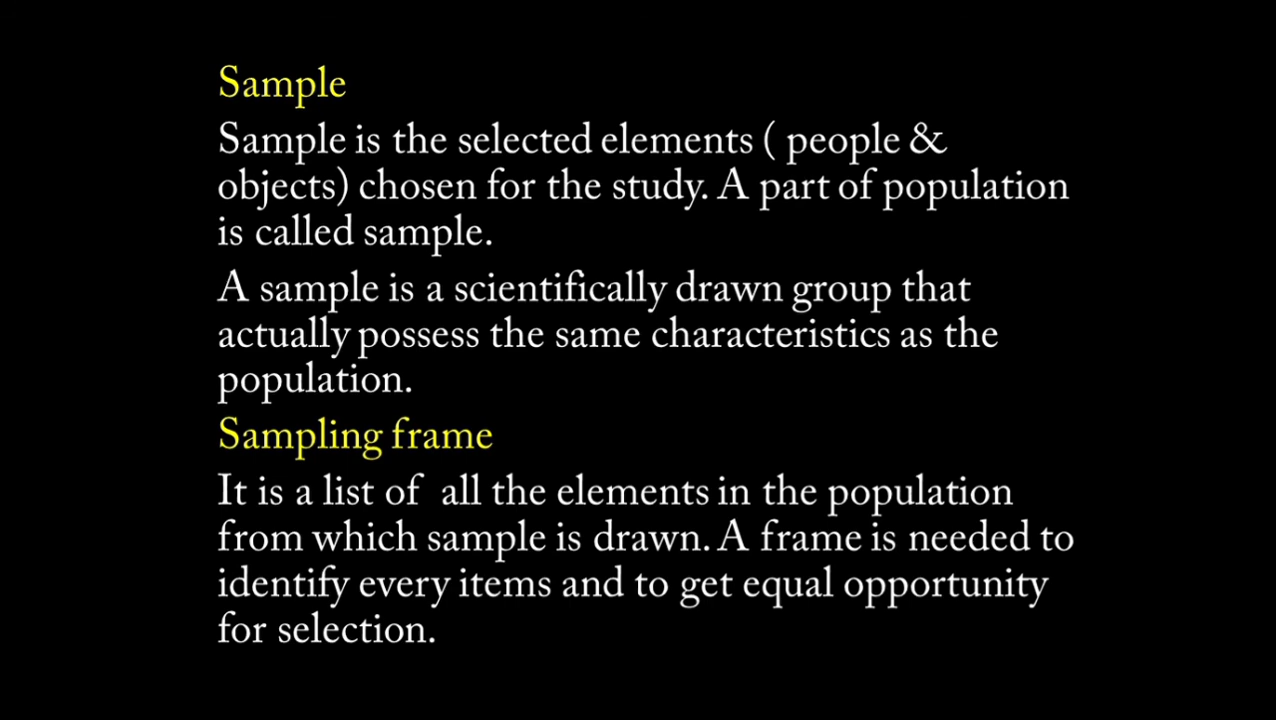 Sample
Sample is the selected elements ( people &
objects) chosen for the study. A part of population
is called sample.
A sample is a scientifically drawn group that
actually possess the same characteristics as the
population.
Sampling frame
It is a list of all the elements in the population
from which sample is drawn. A frame is needed to
identify every items and to get equal opportunity
for selection.